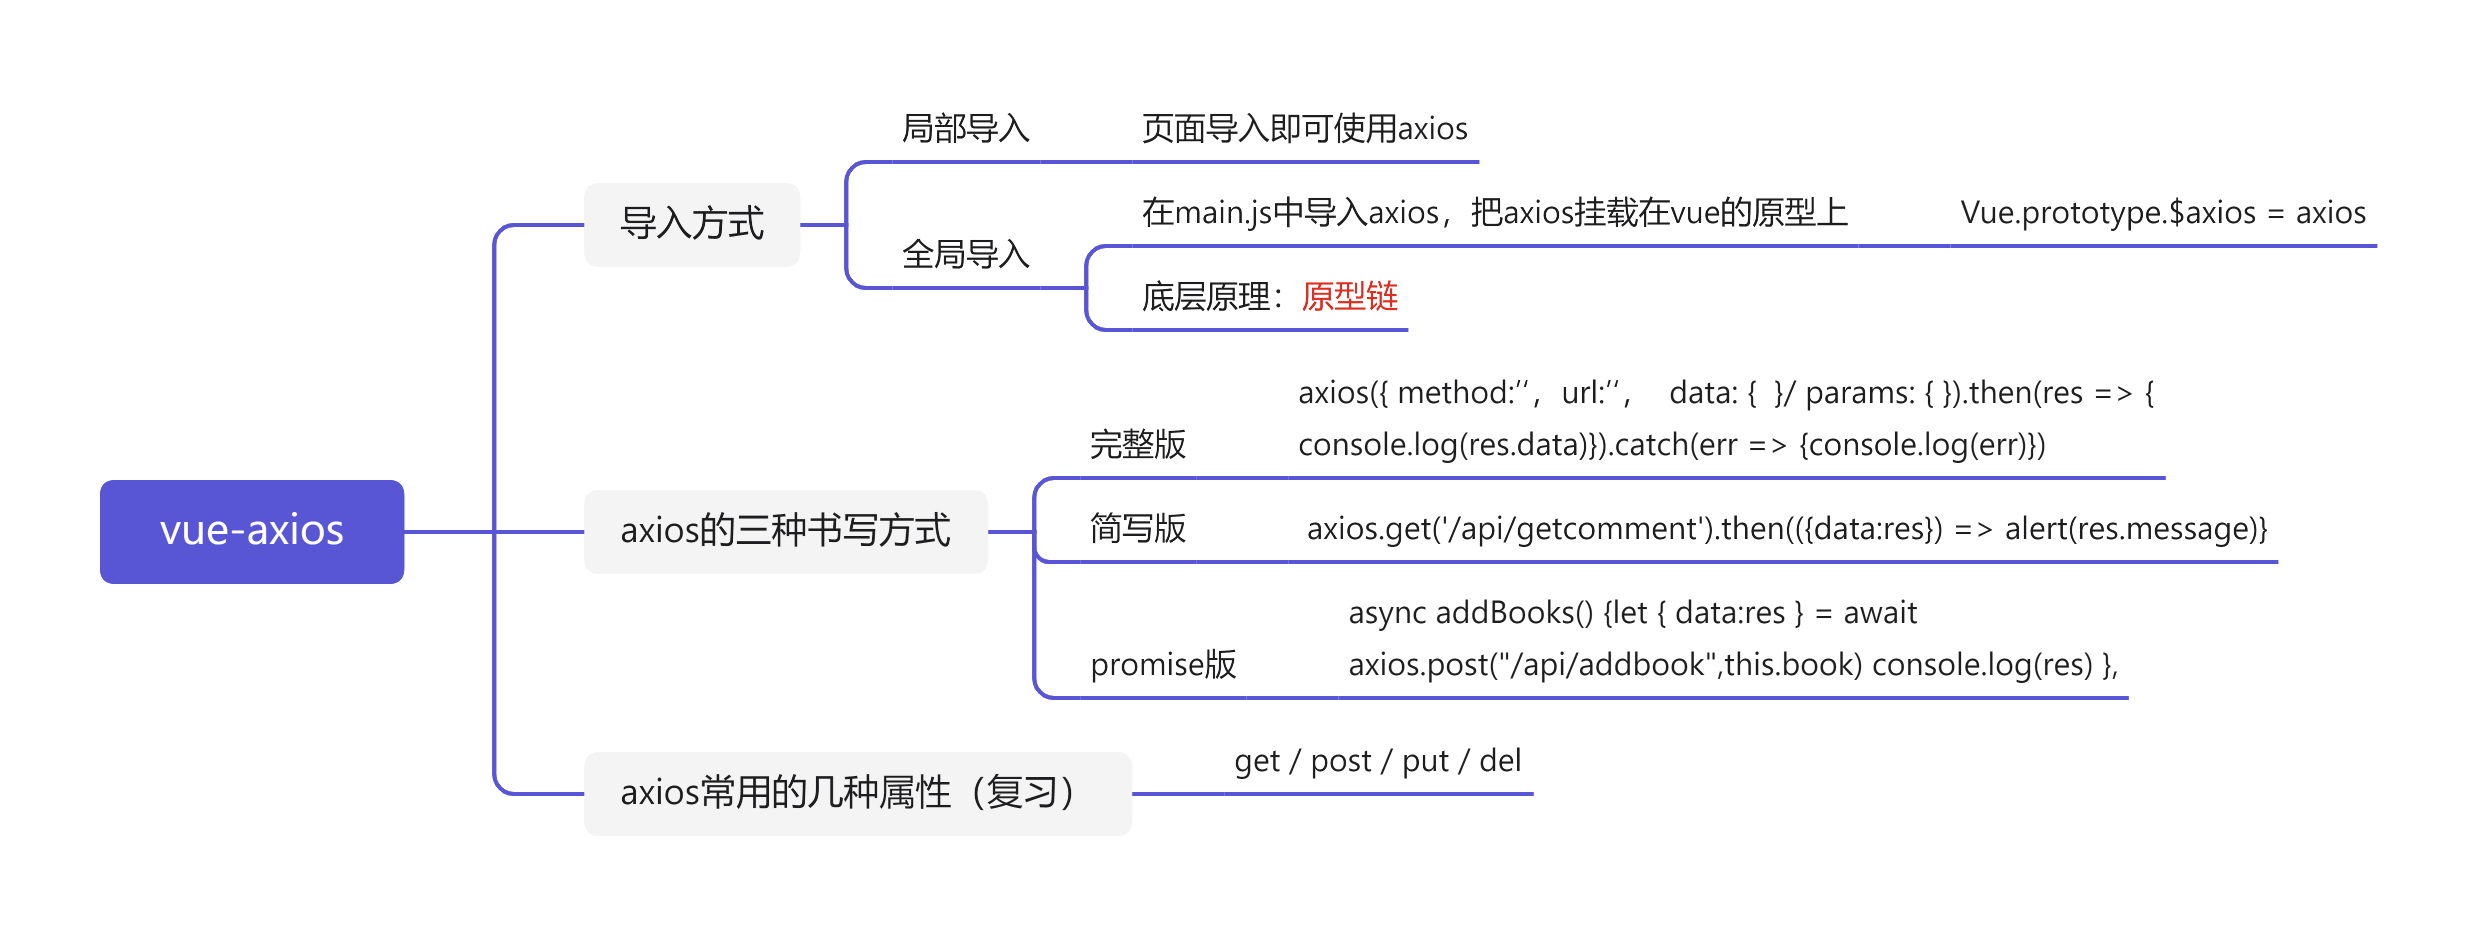 vue-axios
导入方式
局部导入
页面导入即可使用axios
全局导入
在main.js中导入axios，把axios挂载在vue的原型上
Vue.prototype.$axios = axios
底层原理：原型链
axios的三种书写方式
完整版
axios({ method:’‘，url:’‘， data: { }/ params: { }).then(res => {
console.log(res.data)}).catch(err => {console.log(err)})
简写版
axios.get('/api/getcomment').then(({data:res}) => alert(res.message)}
promise版
async addBooks() {let { data:res } = await
axios.post("/api/addbook",this.book) console.log(res) },
axios常用的几种属性（复习）
get / post / put / del